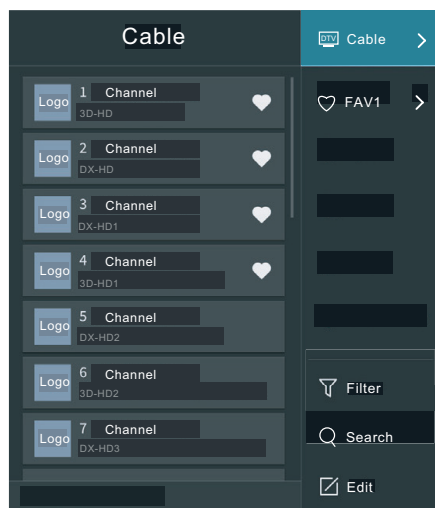 Cable
Logo
1 Channel
3D-HD
Logo
2 Channel
DX-HD
Logo
3 Channel
DX-HD1
Logo
4 Channel
3D-HD1
Logo
5 Channel
DX-HD2
Logo
6 Channel
3D-HD2
Logo
7 Channel
DX-HD3
DTV Cable
FAV1
Filter
Search
Edit